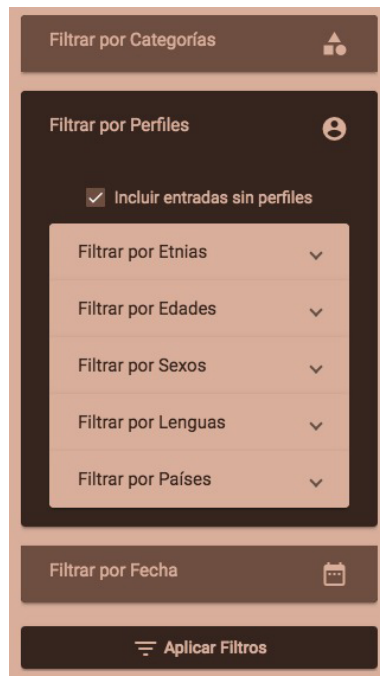 Filtrar por Categorías
Filtrar por Perfiles
Incluir entradas sin perfiles
Filtrar por Etnias
Filtrar por Edades
Filtrar por Sexos
Filtrar por Lenguas
Filtrar por Países
Filtrar por Fecha
Aplicar Filtros